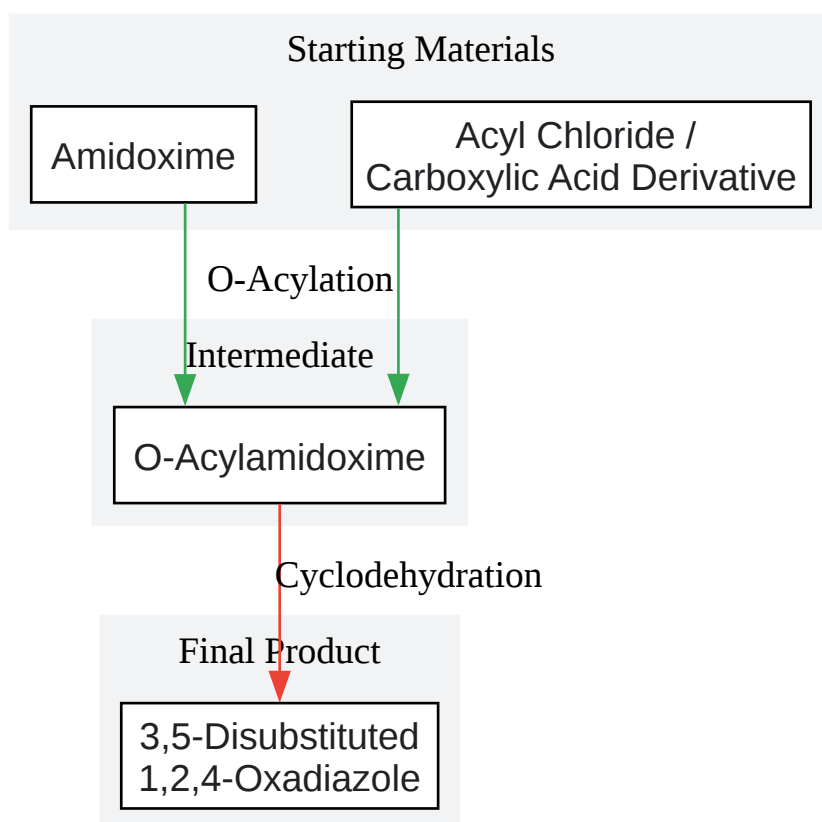 Starting Materials
Amidoxime
Acyl Chloride /
Carboxylic Acid Derivative
O-Acylation
Intermediate
O-Acylamidoxime
Cyclodehydration
Final Product
3,5-Disubstituted
1,2,4-Oxadiazole